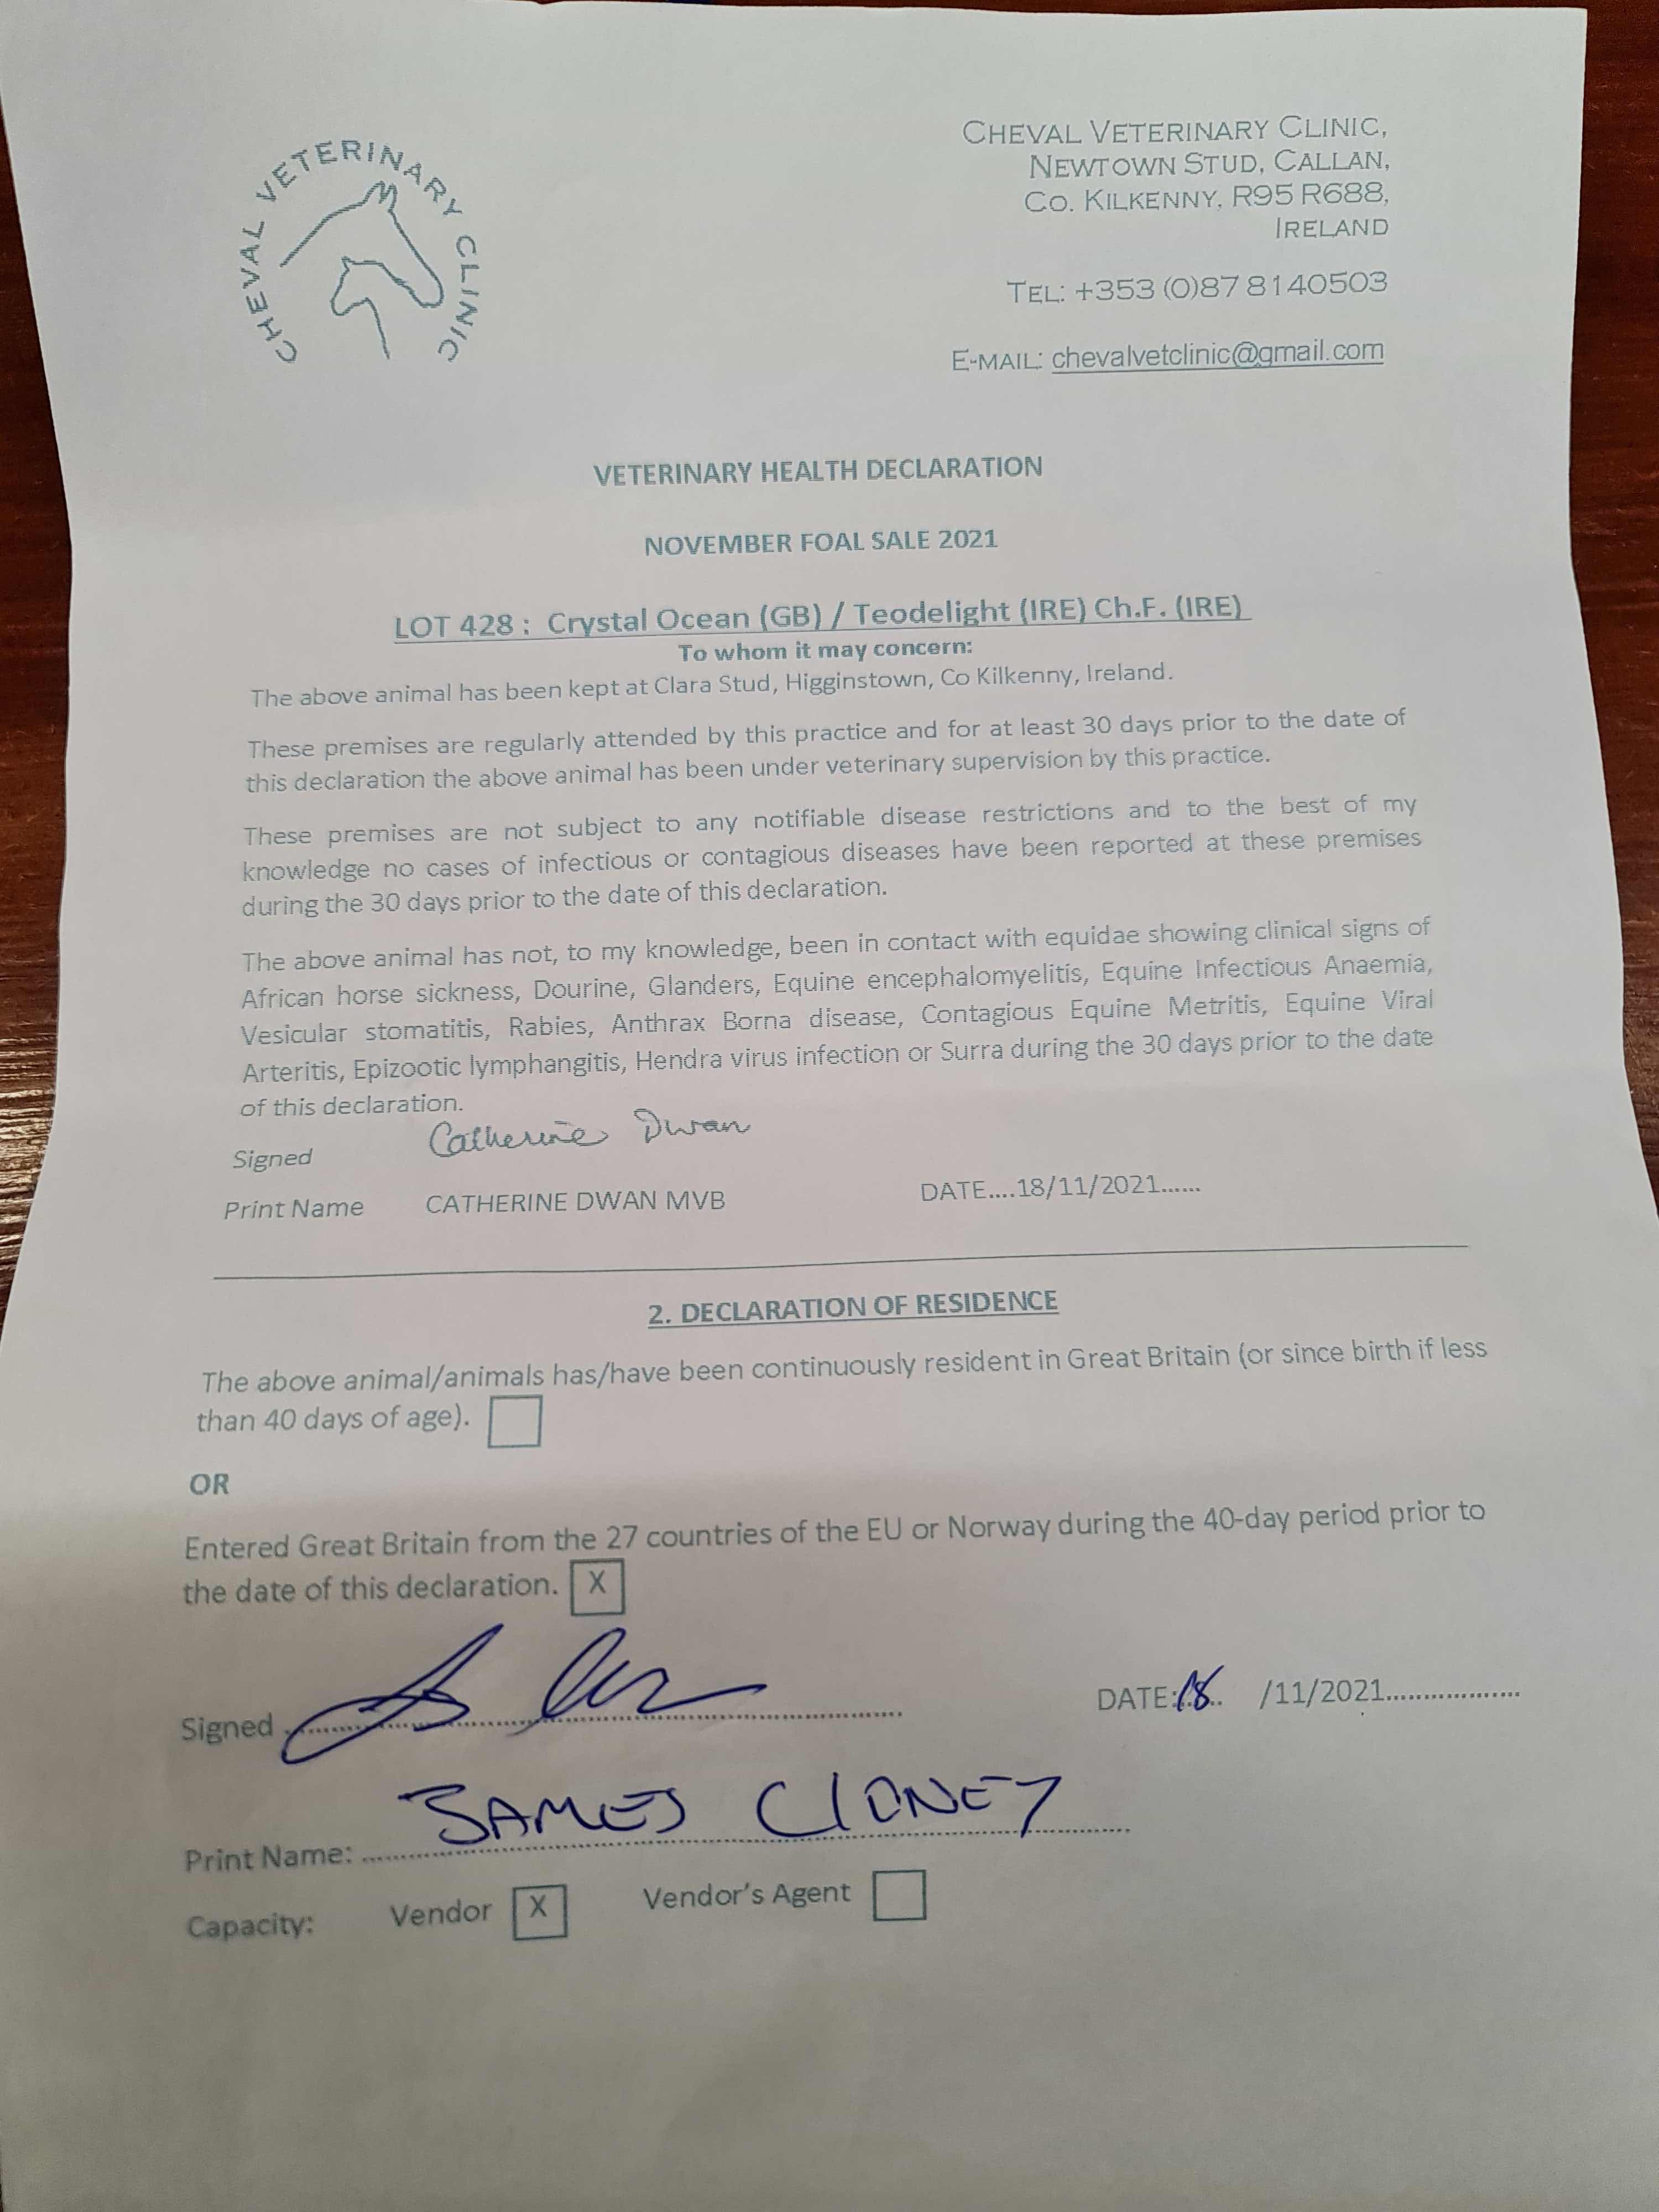 CHEVAL VETERINARY CLINIC
CHEVAL VETERINARY CLINIC,
NEWTOWN STUD, CALLAN,
CO. KILKENNY, R95 R688,
IRELAND
TEL: +353 (0)87 8140503
E-MAIL: chevalvetclinic@gmail.com
VETERINARY HEALTH DECLARATION
NOVEMBER FOAL SALE 2021
LOT 428 : Crystal Ocean (GB) / Teodelight (IRE) Ch.F. (IRE)
To whom it may concern:
The above animal has been kept at Clara Stud, Higginstown, Co Kilkenny, Ireland.
These premises are regularly attended by this practice and for at least 30 days prior to the date of
this declaration the above animal has been under veterinary supervision by this practice.
These premises are not subject to any notifiable disease restrictions and to the best of my
knowledge no cases of infectious or contagious diseases have been reported at these premises
during the 30 days prior to the date of this declaration.
The above animal has not, to my knowledge, been in contact with equidae showing clinical signs of
African horse sickness, Dourine, Glanders, Equine encephalomyelitis, Equine Infectious Anaemia,
Vesicular stomatitis, Rabies, Anthrax Borna disease, Contagious Equine Metritis, Equine Viral
Arteritis, Epizootic lymphangitis, Hendra virus infection or Surra during the 30 days prior to the date
of this declaration.
Signed Catherine Dwan
Print Name CATHERINE DWAN MVB DATE....18/11/2021......
2. DECLARATION OF RESIDENCE
The above animal/animals has/have been continuously resident in Great Britain (or since birth if less
than 40 days of age).
OR
Entered Great Britain from the 27 countries of the EU or Norway during the 40-day period prior to
the date of this declaration. X
Signed DATE:18.. /11/2021..................
Print Name: JAMES CLONEY
Capacity: Vendor X Vendor's Agent